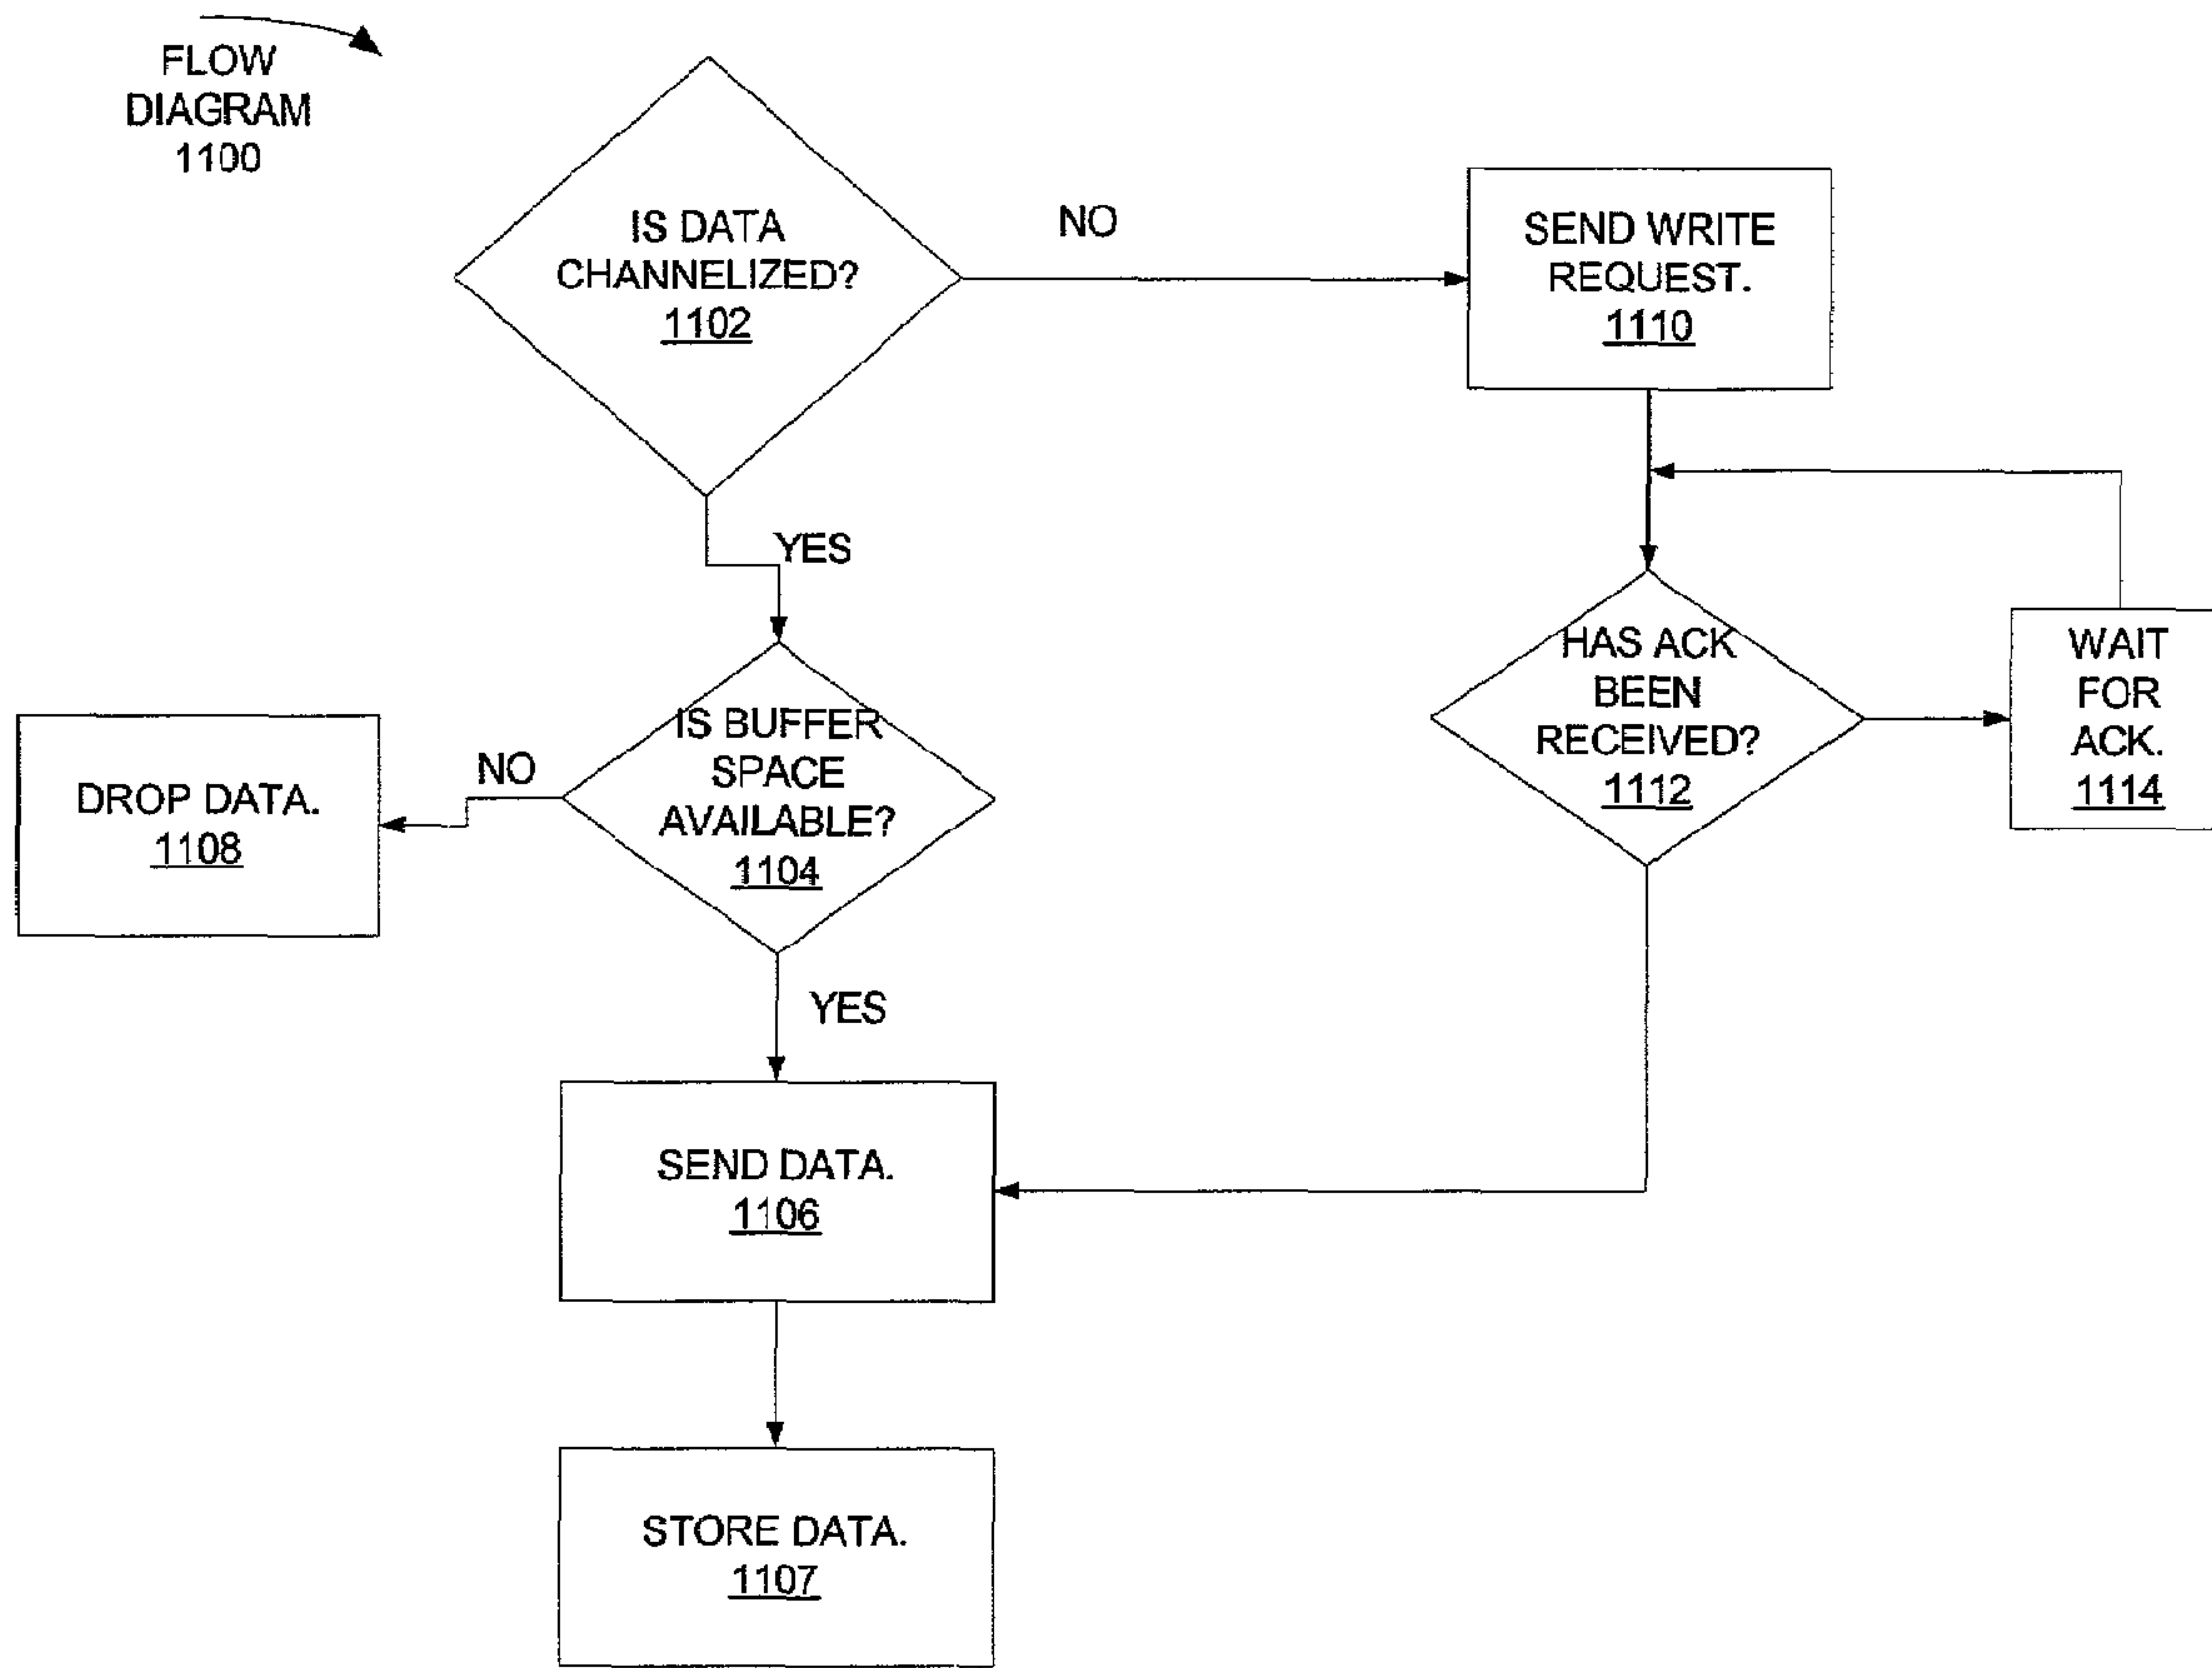 FLOW
DIAGRAM
1100
IS DATA
CHANNELIZED?
1102
NO
SEND WRITE
REQUEST.
1110
YES
HAS ACK
BEEN
RECEIVED?
1112
WAIT
FOR
ACK.
1114
IS BUFFER
SPACE
AVAILABLE?
1104
NO
DROP DATA.
1108
YES
SEND DATA.
1106
STORE DATA.
1107